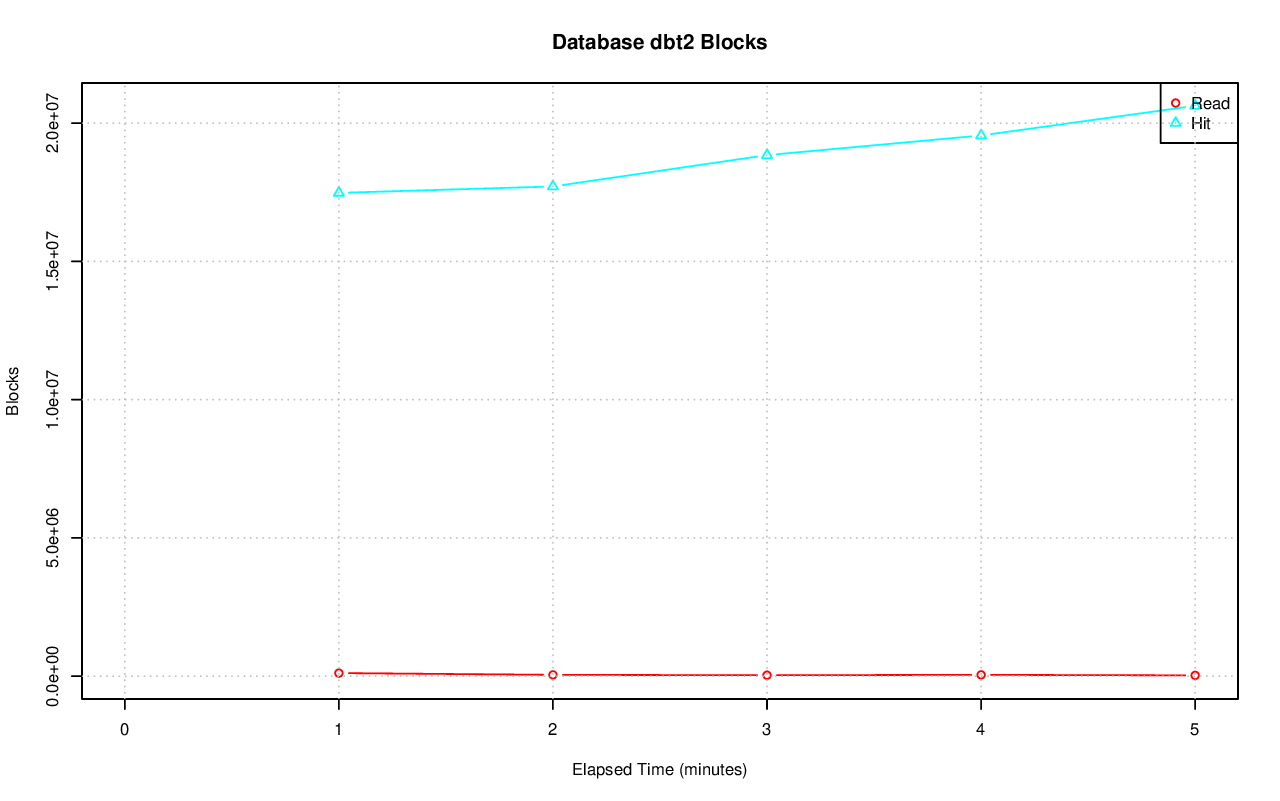 Database dbt2 Blocks
Read
Hit
2.0e+07
1.5e+07
1.0e+07
5.0e+06
0.0e+00
Blocks
0 1 2 3 4 5
Elapsed Time (minutes)